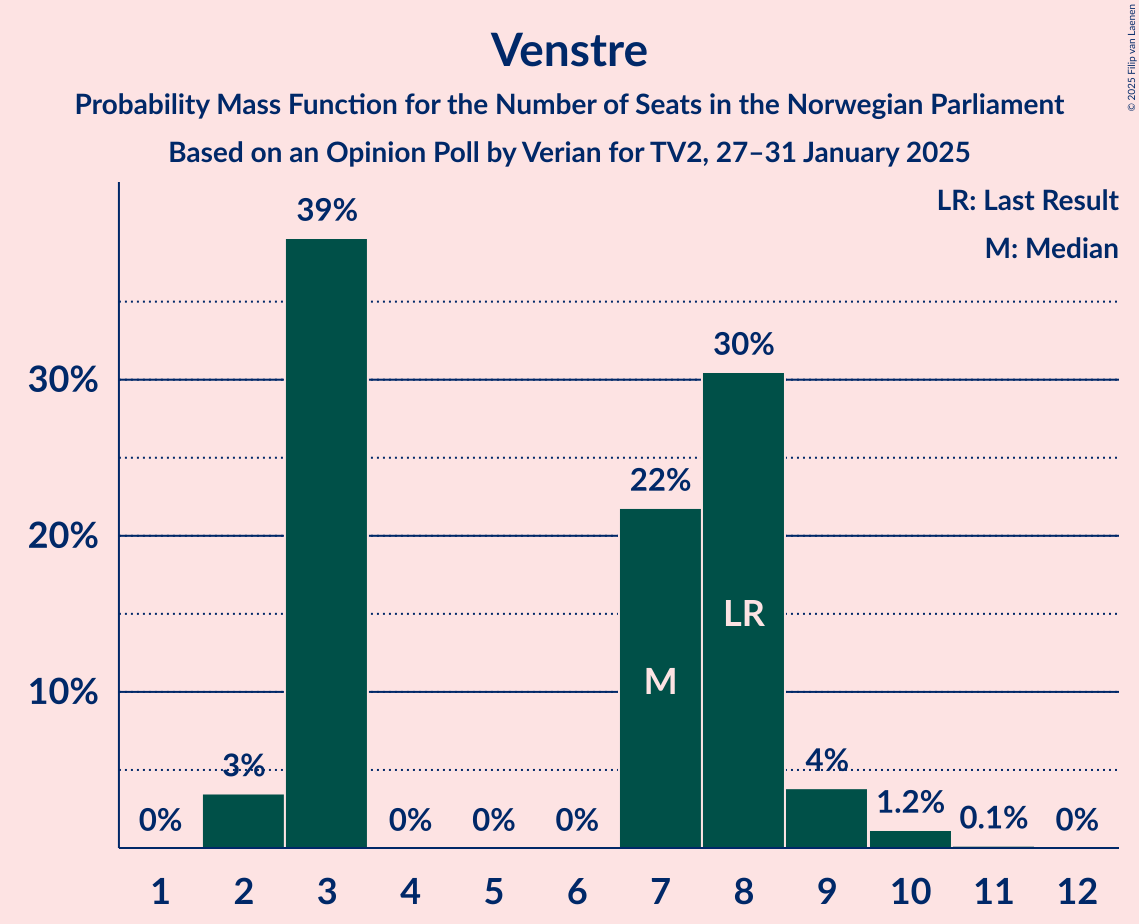 Venstre
Probability Mass Function for the Number of Seats in the Norwegian Parliament
Based on an Opinion Poll by Verian for TV2, 27–31 January 2025
© 2025 Filip van Laenen
LR: Last Result
M: Median
39%
30%
22%
3%
4%
1.2%
0.1%
0%
0%
0%
0%
0%
LR
M
30%
20%
10%
1 2 3 4 5 6 7 8 9 10 11 12